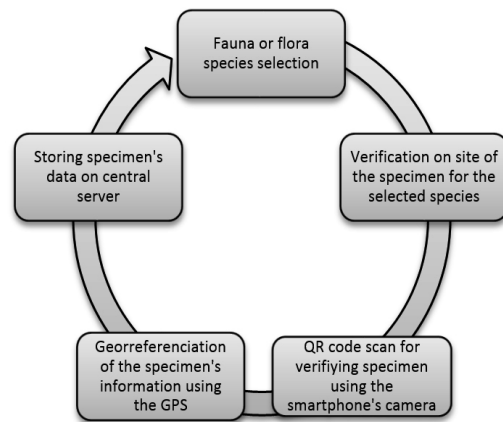 Fauna or flora
species selection
Verification on site of
the specimen for the
selected species
QR code scan for
verifiying specimen
using the
smartphone's camera
Georreferenciation
of the specimen's
information using
the GPS
Storing specimen's
data on central
server